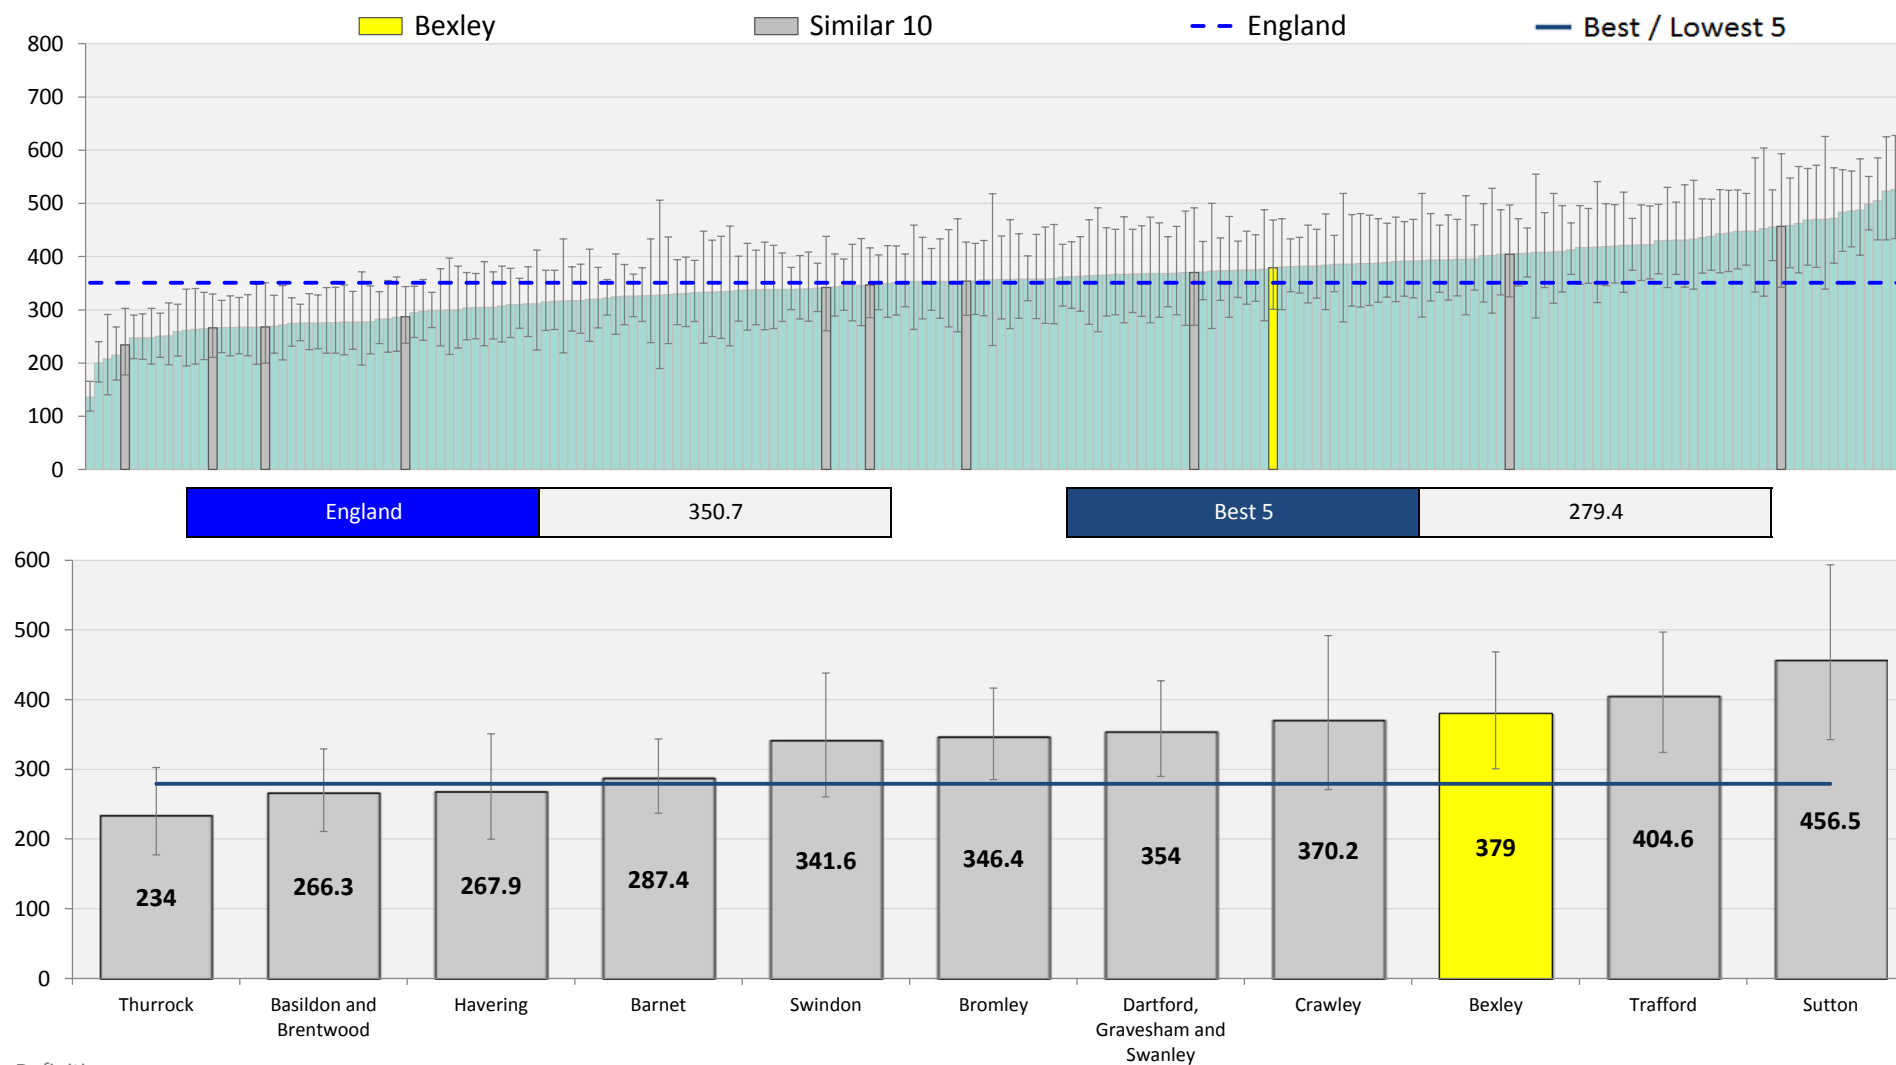 Bexley
Similar 10
England
Best / Lowest 5
800
700
600
500
400
300
200
100
0
England
350.7
Best 5
279.4
600
500
400
300
200
100
0
234
266.3
267.9
287.4
341.6
346.4
354
370.2
379
404.6
456.5
Thurrock
Basildon and
Brentwood
Havering
Barnet
Swindon
Bromley
Dartford,
Gravesham and
Swanley
Crawley
Bexley
Trafford
Sutton